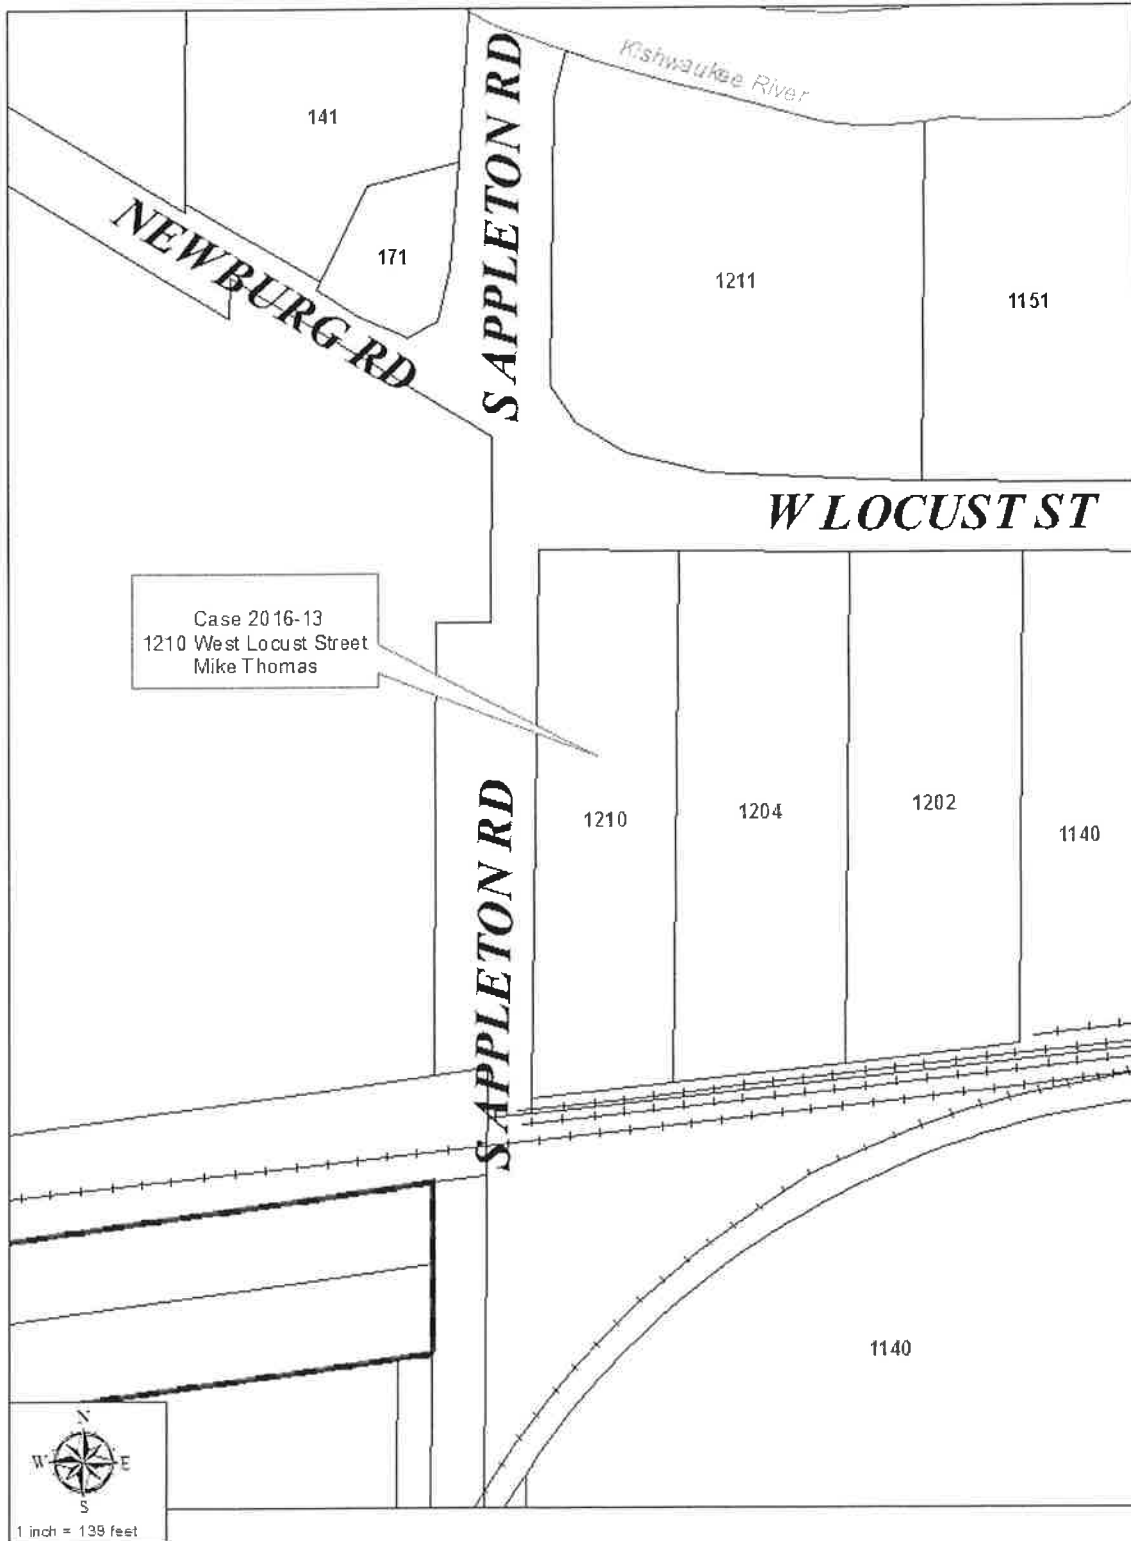 Kishwaukee River
141
S APPLETON RD
NEWBURG RD
171
1211
1151
W LOCUST ST
Case 2016-13
1210 West Locust Street
Mike Thomas
1210
1204
1202
1140
S APPLETON RD
1140
N
W E
S
1 inch = 139 feet